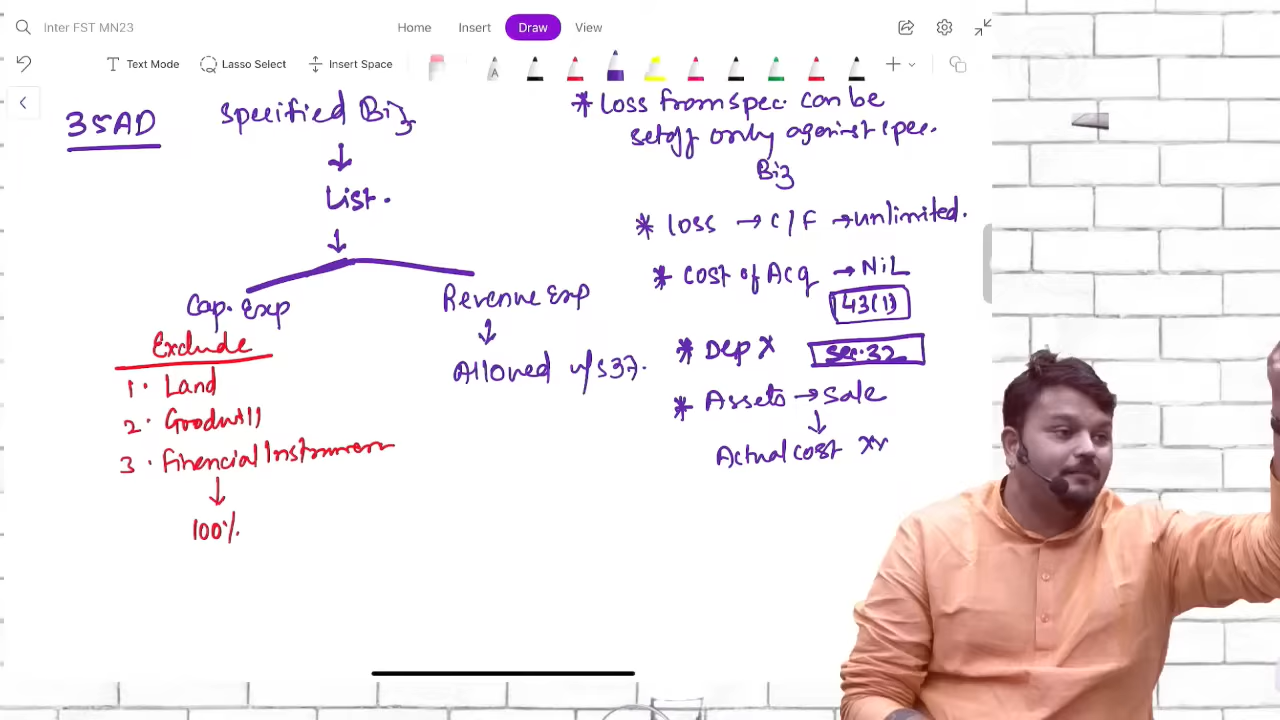 Inter FST MN23
Home Insert Draw View
Text Mode Lasso Select Insert Space
35AD
Specified Biz
List.
Cap. Exp
Exclude
1. Land
2. Goodwill
3. Financial Instrument
100%
Revenue Exp
Allowed u/s 37.
* Loss from spec. can be
setoff only against spec.
Biz
* Loss → C/F → unlimited.
* Cost of Acq → NiL
43(1)
* Dep X Sec. 32
* Assets → Sale
Actual cost xx